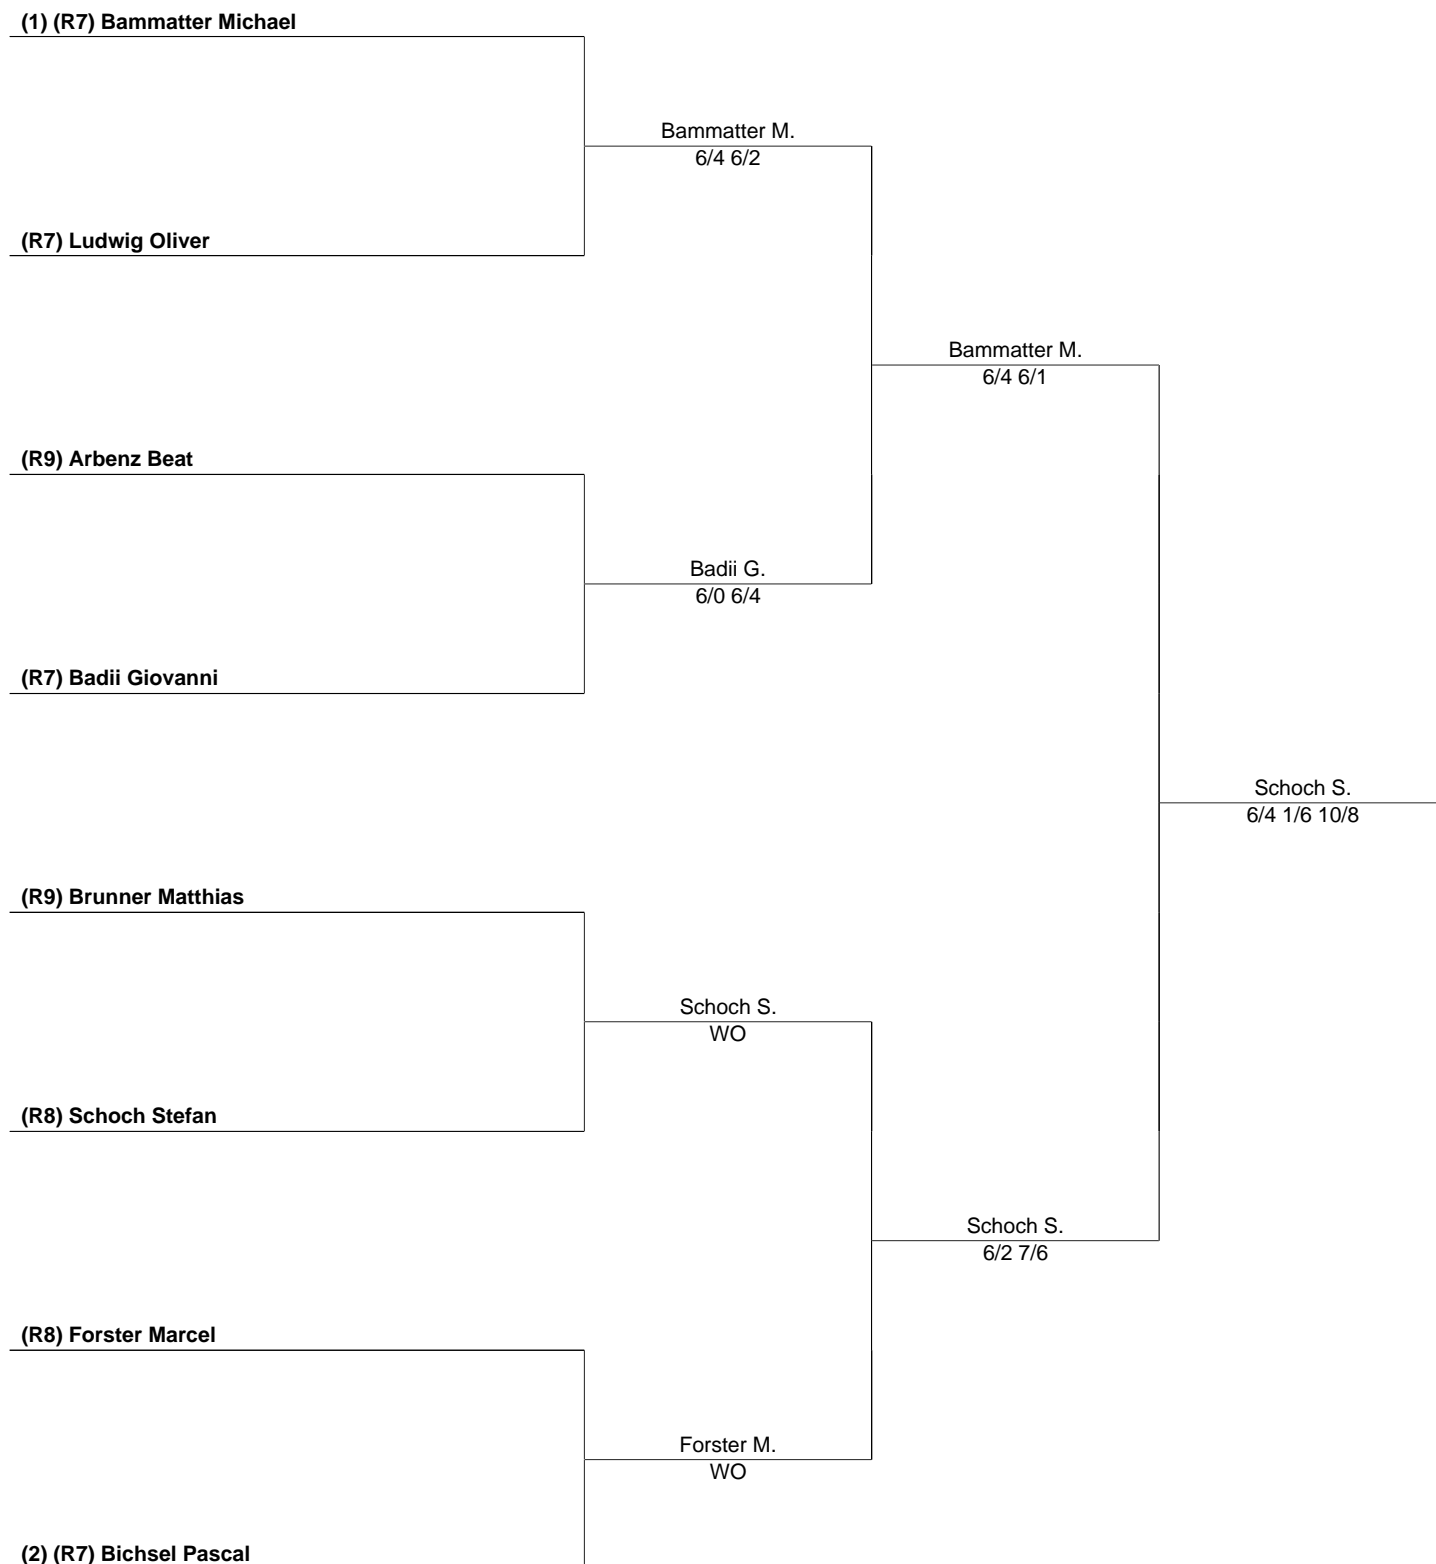 (1) (R7) Bammatter Michael
Bammatter M.
6/4 6/2
(R7) Ludwig Oliver
Bammatter M.
6/4 6/1
(R9) Arbenz Beat
Badii G.
6/0 6/4
(R7) Badii Giovanni
Schoch S.
6/4 1/6 10/8
(R9) Brunner Matthias
Schoch S.
WO
(R8) Schoch Stefan
Schoch S.
6/2 7/6
(R8) Forster Marcel
Forster M.
WO
(2) (R7) Bichsel Pascal